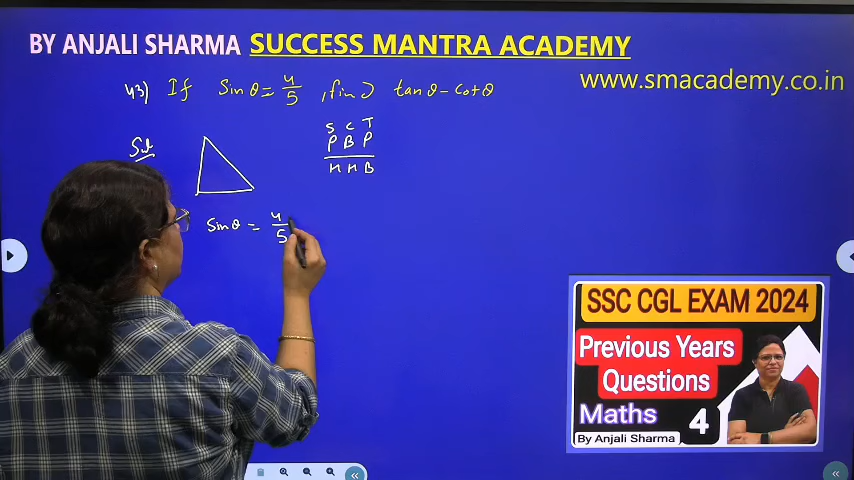 BY ANJALI SHARMA SUCCESS MANTRA ACADEMY
www.smacademy.co.in
43) If Sinθ = 4/5 , find tanθ - Cotθ
Sol
S C T
P B P
H H B
Sinθ = 4/5
SSC CGL EXAM 2024
Previous Years
Questions
Maths 4
By Anjali Sharma